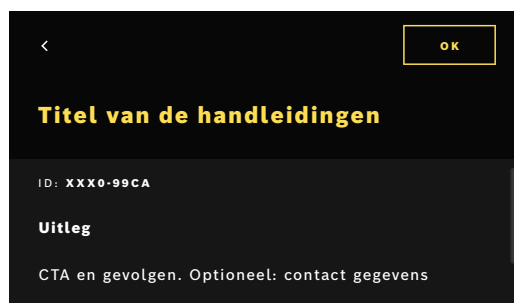 OK
Titel van de handleidingen
ID: XXX0-99CA
Uitleg
CTA en gevolgen. Optioneel: contact gegevens